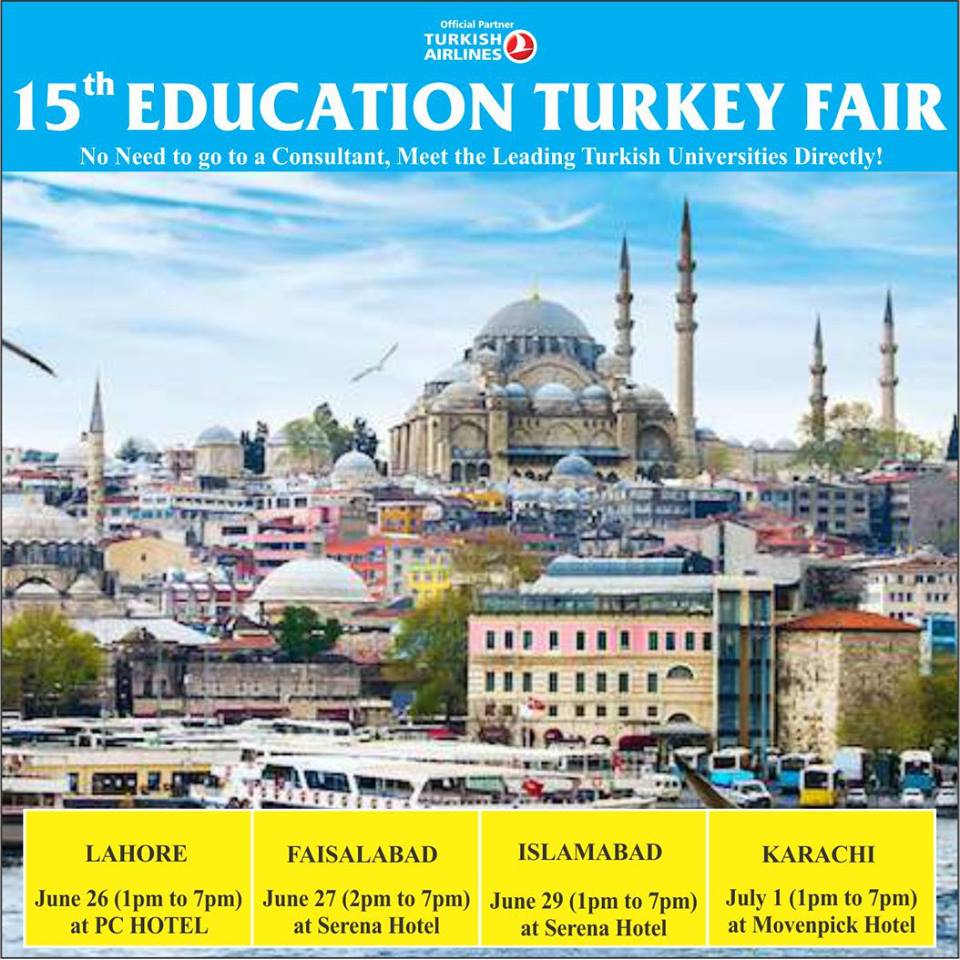 Official Partner
TURKISH
AIRLINES
15th EDUCATION TURKEY FAIR
No Need to go to a Consultant, Meet the Leading Turkish Universities Directly!
LAHORE
June 26 (1pm to 7pm)
at PC HOTEL
FAISALABAD
June 27 (2pm to 7pm)
at Serena Hotel
ISLAMABAD
June 29 (1pm to 7pm)
at Serena Hotel
KARACHI
July 1 (1pm to 7pm)
at Movenpick Hotel